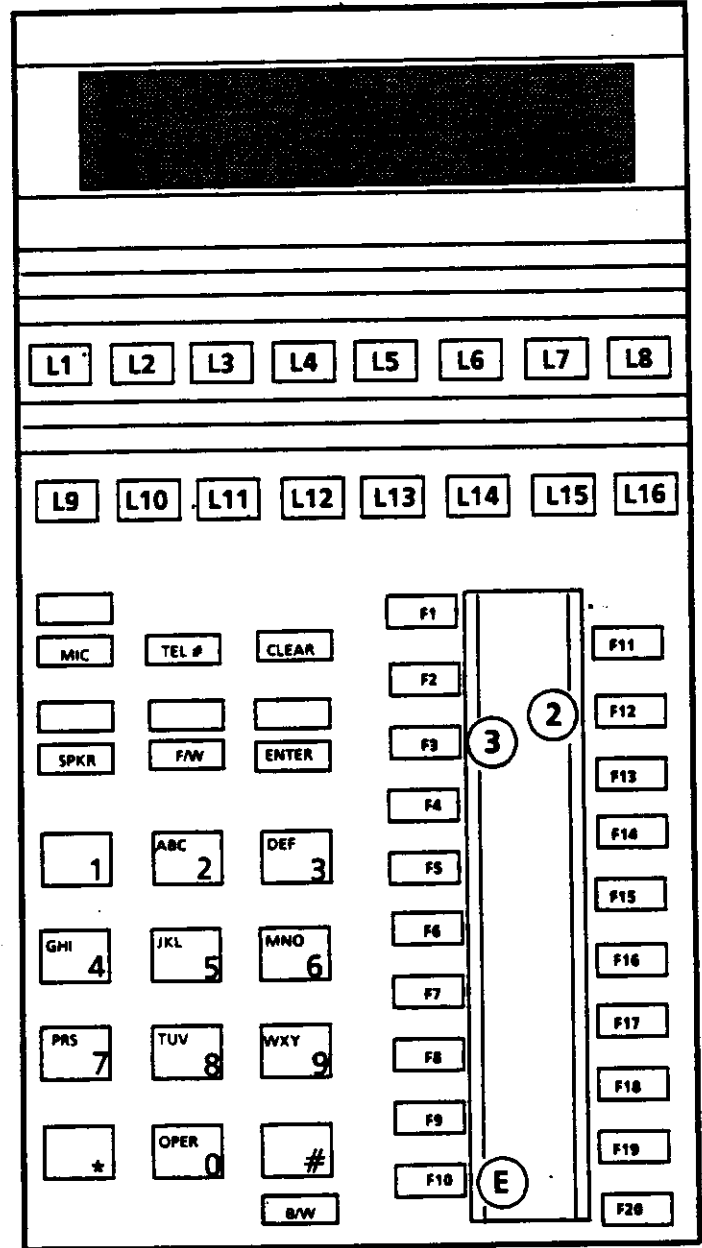 L1 L2 L3 L4 L5 L6 L7 L8
L9 L10 L11 L12 L13 L14 L15 L16
F1
MIC TEL # CLEAR F11
F2
2 F12
SPKR F/W ENTER F3 3
F13
F4
F14
1 ABC 2 DEF 3 F5
F15
F6
GHI 4 JKL 5 MNO 6 F16
F7
F17
PRS 7 TUV 8 WXY 9 F8
F18
F9
* OPER 0 # F19
F10 E
B/W F20